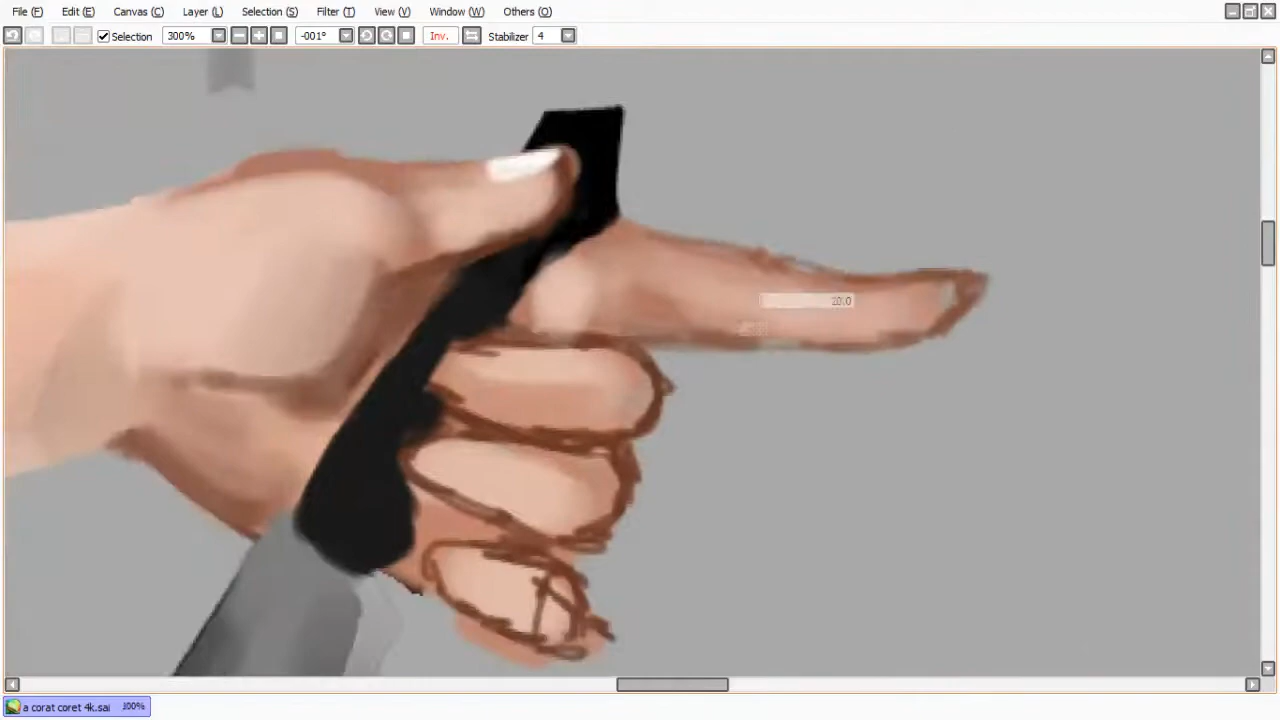 File (F) Edit (E) Canvas (C) Layer (L) Selection (S) Filter (T) View (V) Window (W) Others (O)
Selection 300% -001° Inv. Stabilizer 4
20.0
a corat coret 4k.sai 300%